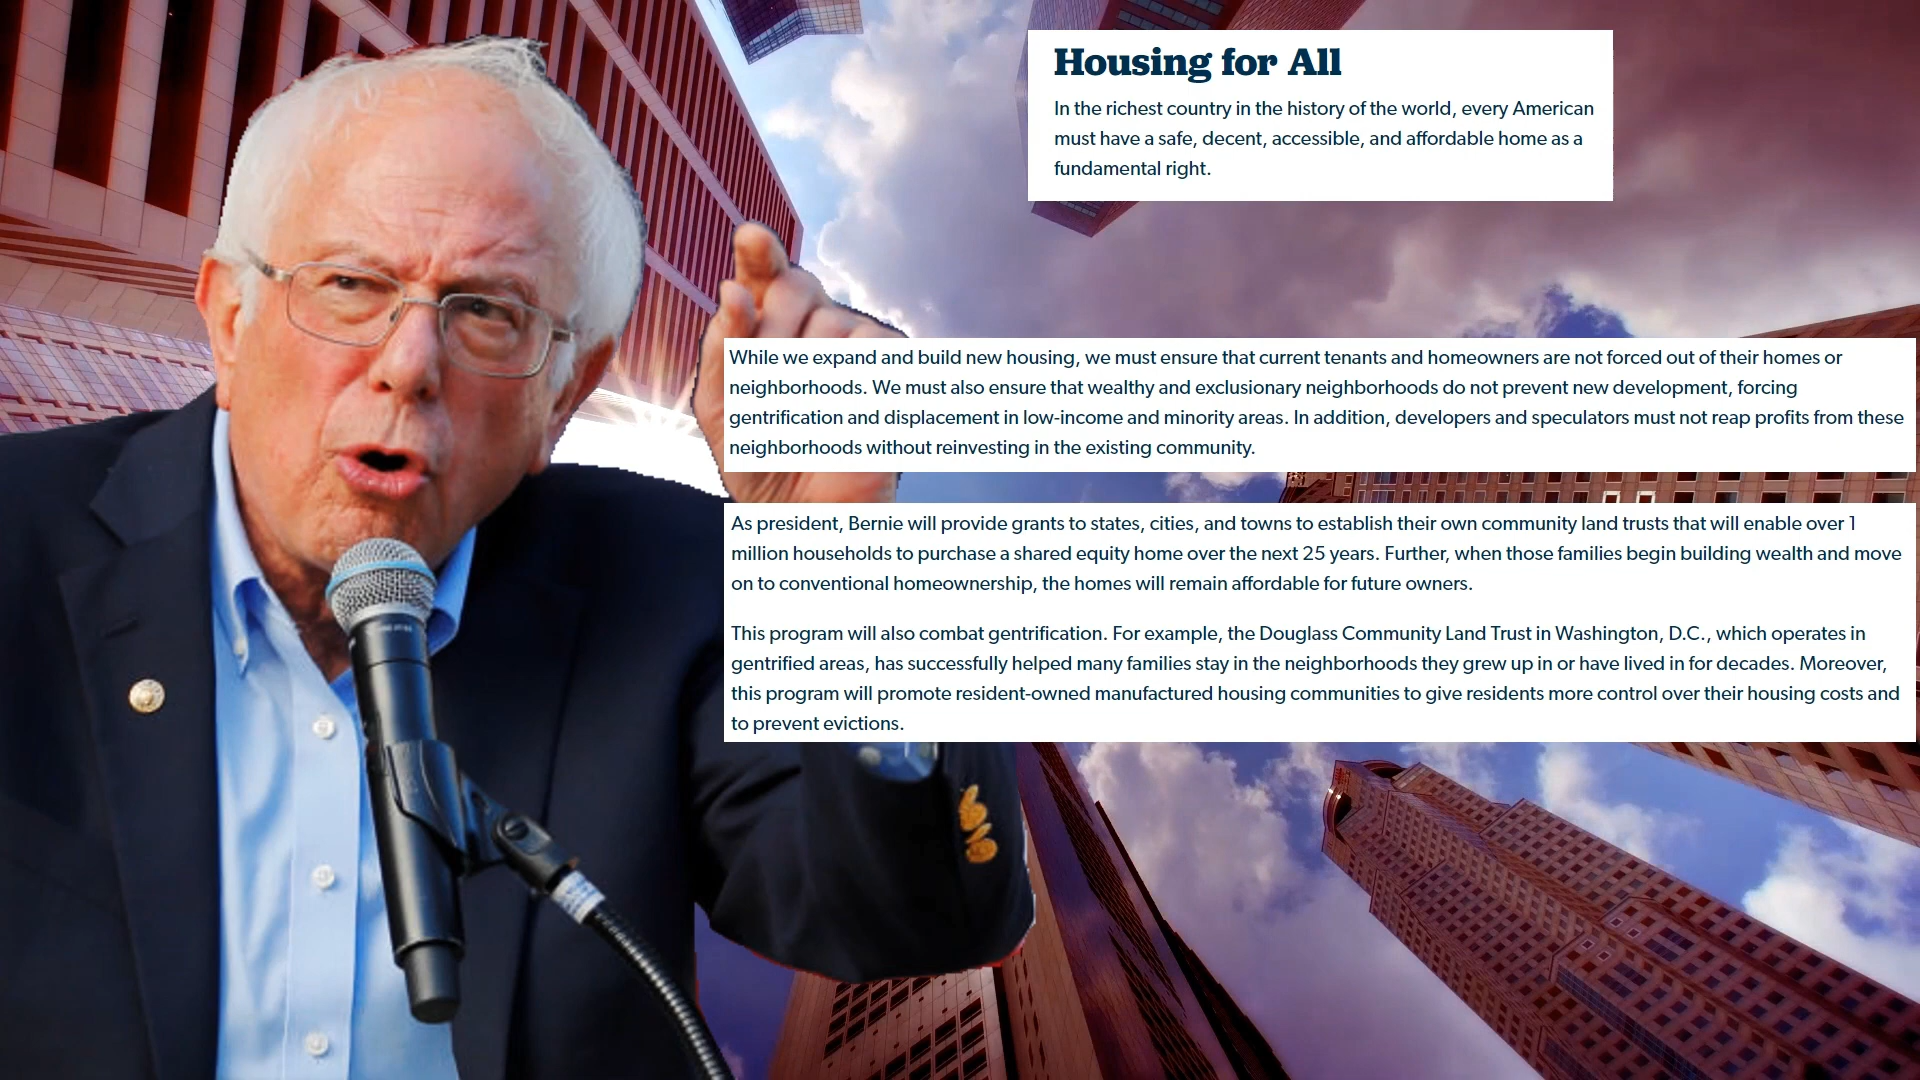 Housing for All
In the richest country in the history of the world, every American
must have a safe, decent, accessible, and affordable home as a
fundamental right.
While we expand and build new housing, we must ensure that current tenants and homeowners are not forced out of their homes or
neighborhoods. We must also ensure that wealthy and exclusionary neighborhoods do not prevent new development, forcing
gentrification and displacement in low-income and minority areas. In addition, developers and speculators must not reap profits from these
neighborhoods without reinvesting in the existing community.
As president, Bernie will provide grants to states, cities, and towns to establish their own community land trusts that will enable over 1
million households to purchase a shared equity home over the next 25 years. Further, when those families begin building wealth and move
on to conventional homeownership, the homes will remain affordable for future owners.
This program will also combat gentrification. For example, the Douglass Community Land Trust in Washington, D.C., which operates in
gentrified areas, has successfully helped many families stay in the neighborhoods they grew up in or have lived in for decades. Moreover,
this program will promote resident-owned manufactured housing communities to give residents more control over their housing costs and
to prevent evictions.